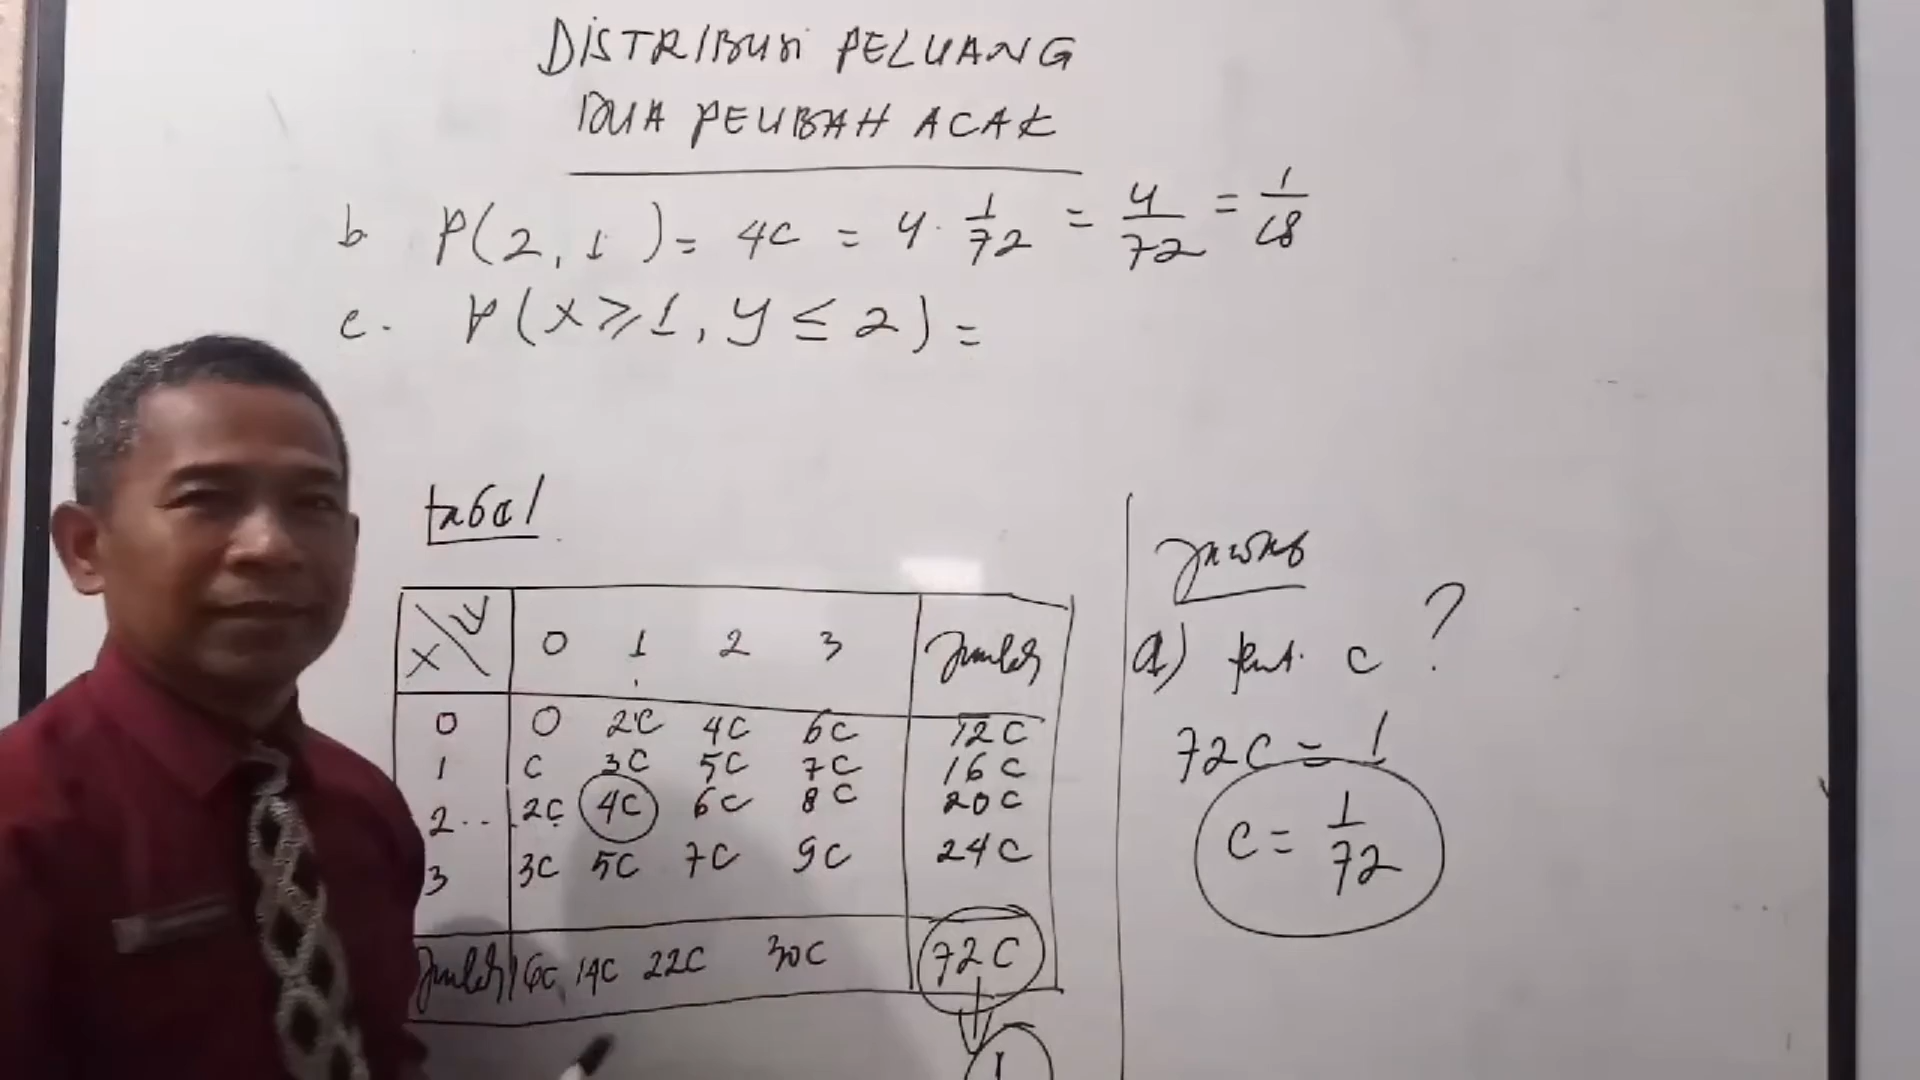 DISTRIBUSI PELUANG
DUA PEUBAH ACAK
b P(2,1) = 4C = 4 . 1/72 = 4/72 = 1/18
c. P(X ≥ 1, Y ≤ 2) =
tabel
X\Y 0 1 2 3 Jumlah
0 0 2C 4C 6C 12C
1 C 3C 5C 7C 16C
2 2C 4C 6C 8C 20C
3 3C 5C 7C 9C 24C
Jumlah 6C 14C 22C 30C 72C
1
Jawab
a) tent. C ?
72C = 1
C = 1/72